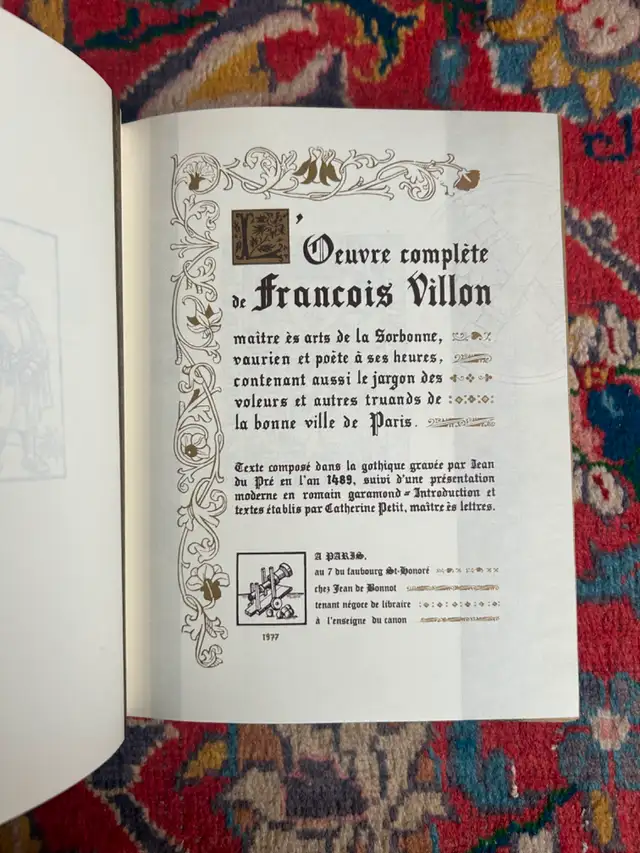 L'Oeuvre complète
de Francois Villon
maître ès arts de la Sorbonne,
vaurien et poète à ses heures,
contenant aussi le jargon des
voleurs et autres truands de
la bonne ville de Paris.
Texte composé dans la gothique gravée par Jean
du Pré en l'an 1489, suivi d'une présentation
moderne en romain garamond - Introduction et
textes établis par Catherine Petit, maître ès lettres.
A PARIS,
au 7 du faubourg St-Honoré
chez Jean de Bonnot
tenant négoce de libraire
à l'enseigne du canon
1977